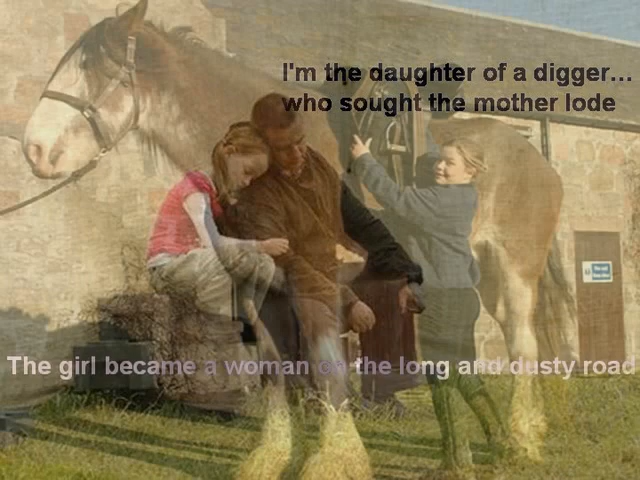 I'm the daughter of a digger...
who sought the mother lode
The girl became a woman on the long and dusty road